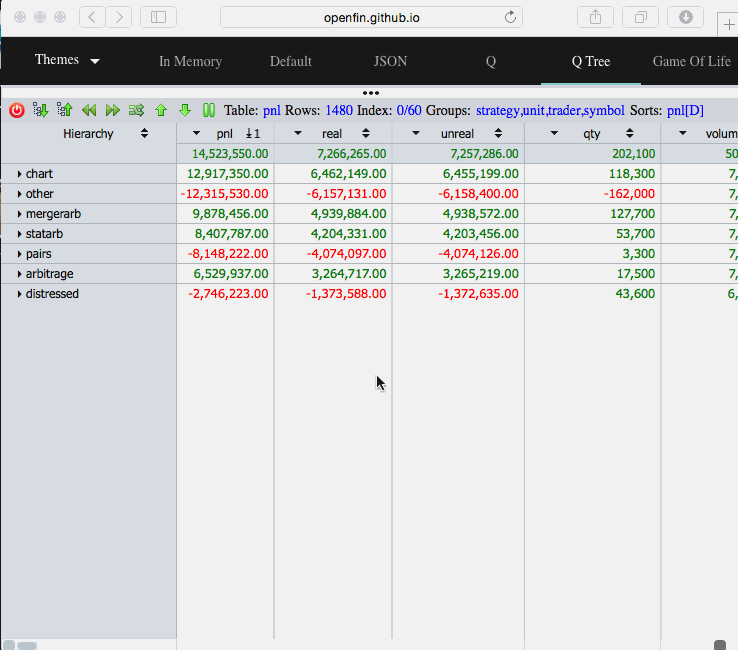 openfin.github.io
Themes In Memory Default JSON Q Q Tree Game Of Life
Table: pnl Rows: 1480 Index: 0/60 Groups: strategy,unit,trader,symbol Sorts: pnl[D]
Hierarchy pnl 1 real unreal qty volum
14,523,550.00 7,266,265.00 7,257,286.00 202,100 50
chart 12,917,350.00 6,462,149.00 6,455,199.00 118,300 7,
other -12,315,530.00 -6,157,131.00 -6,158,400.00 -162,000 7,
mergerarb 9,878,456.00 4,939,884.00 4,938,572.00 127,700 7,
statarb 8,407,787.00 4,204,331.00 4,203,456.00 53,700 7,
pairs -8,148,222.00 -4,074,097.00 -4,074,126.00 3,300 7,
arbitrage 6,529,937.00 3,264,717.00 3,265,219.00 17,500 7,
distressed -2,746,223.00 -1,373,588.00 -1,372,635.00 43,600 6,